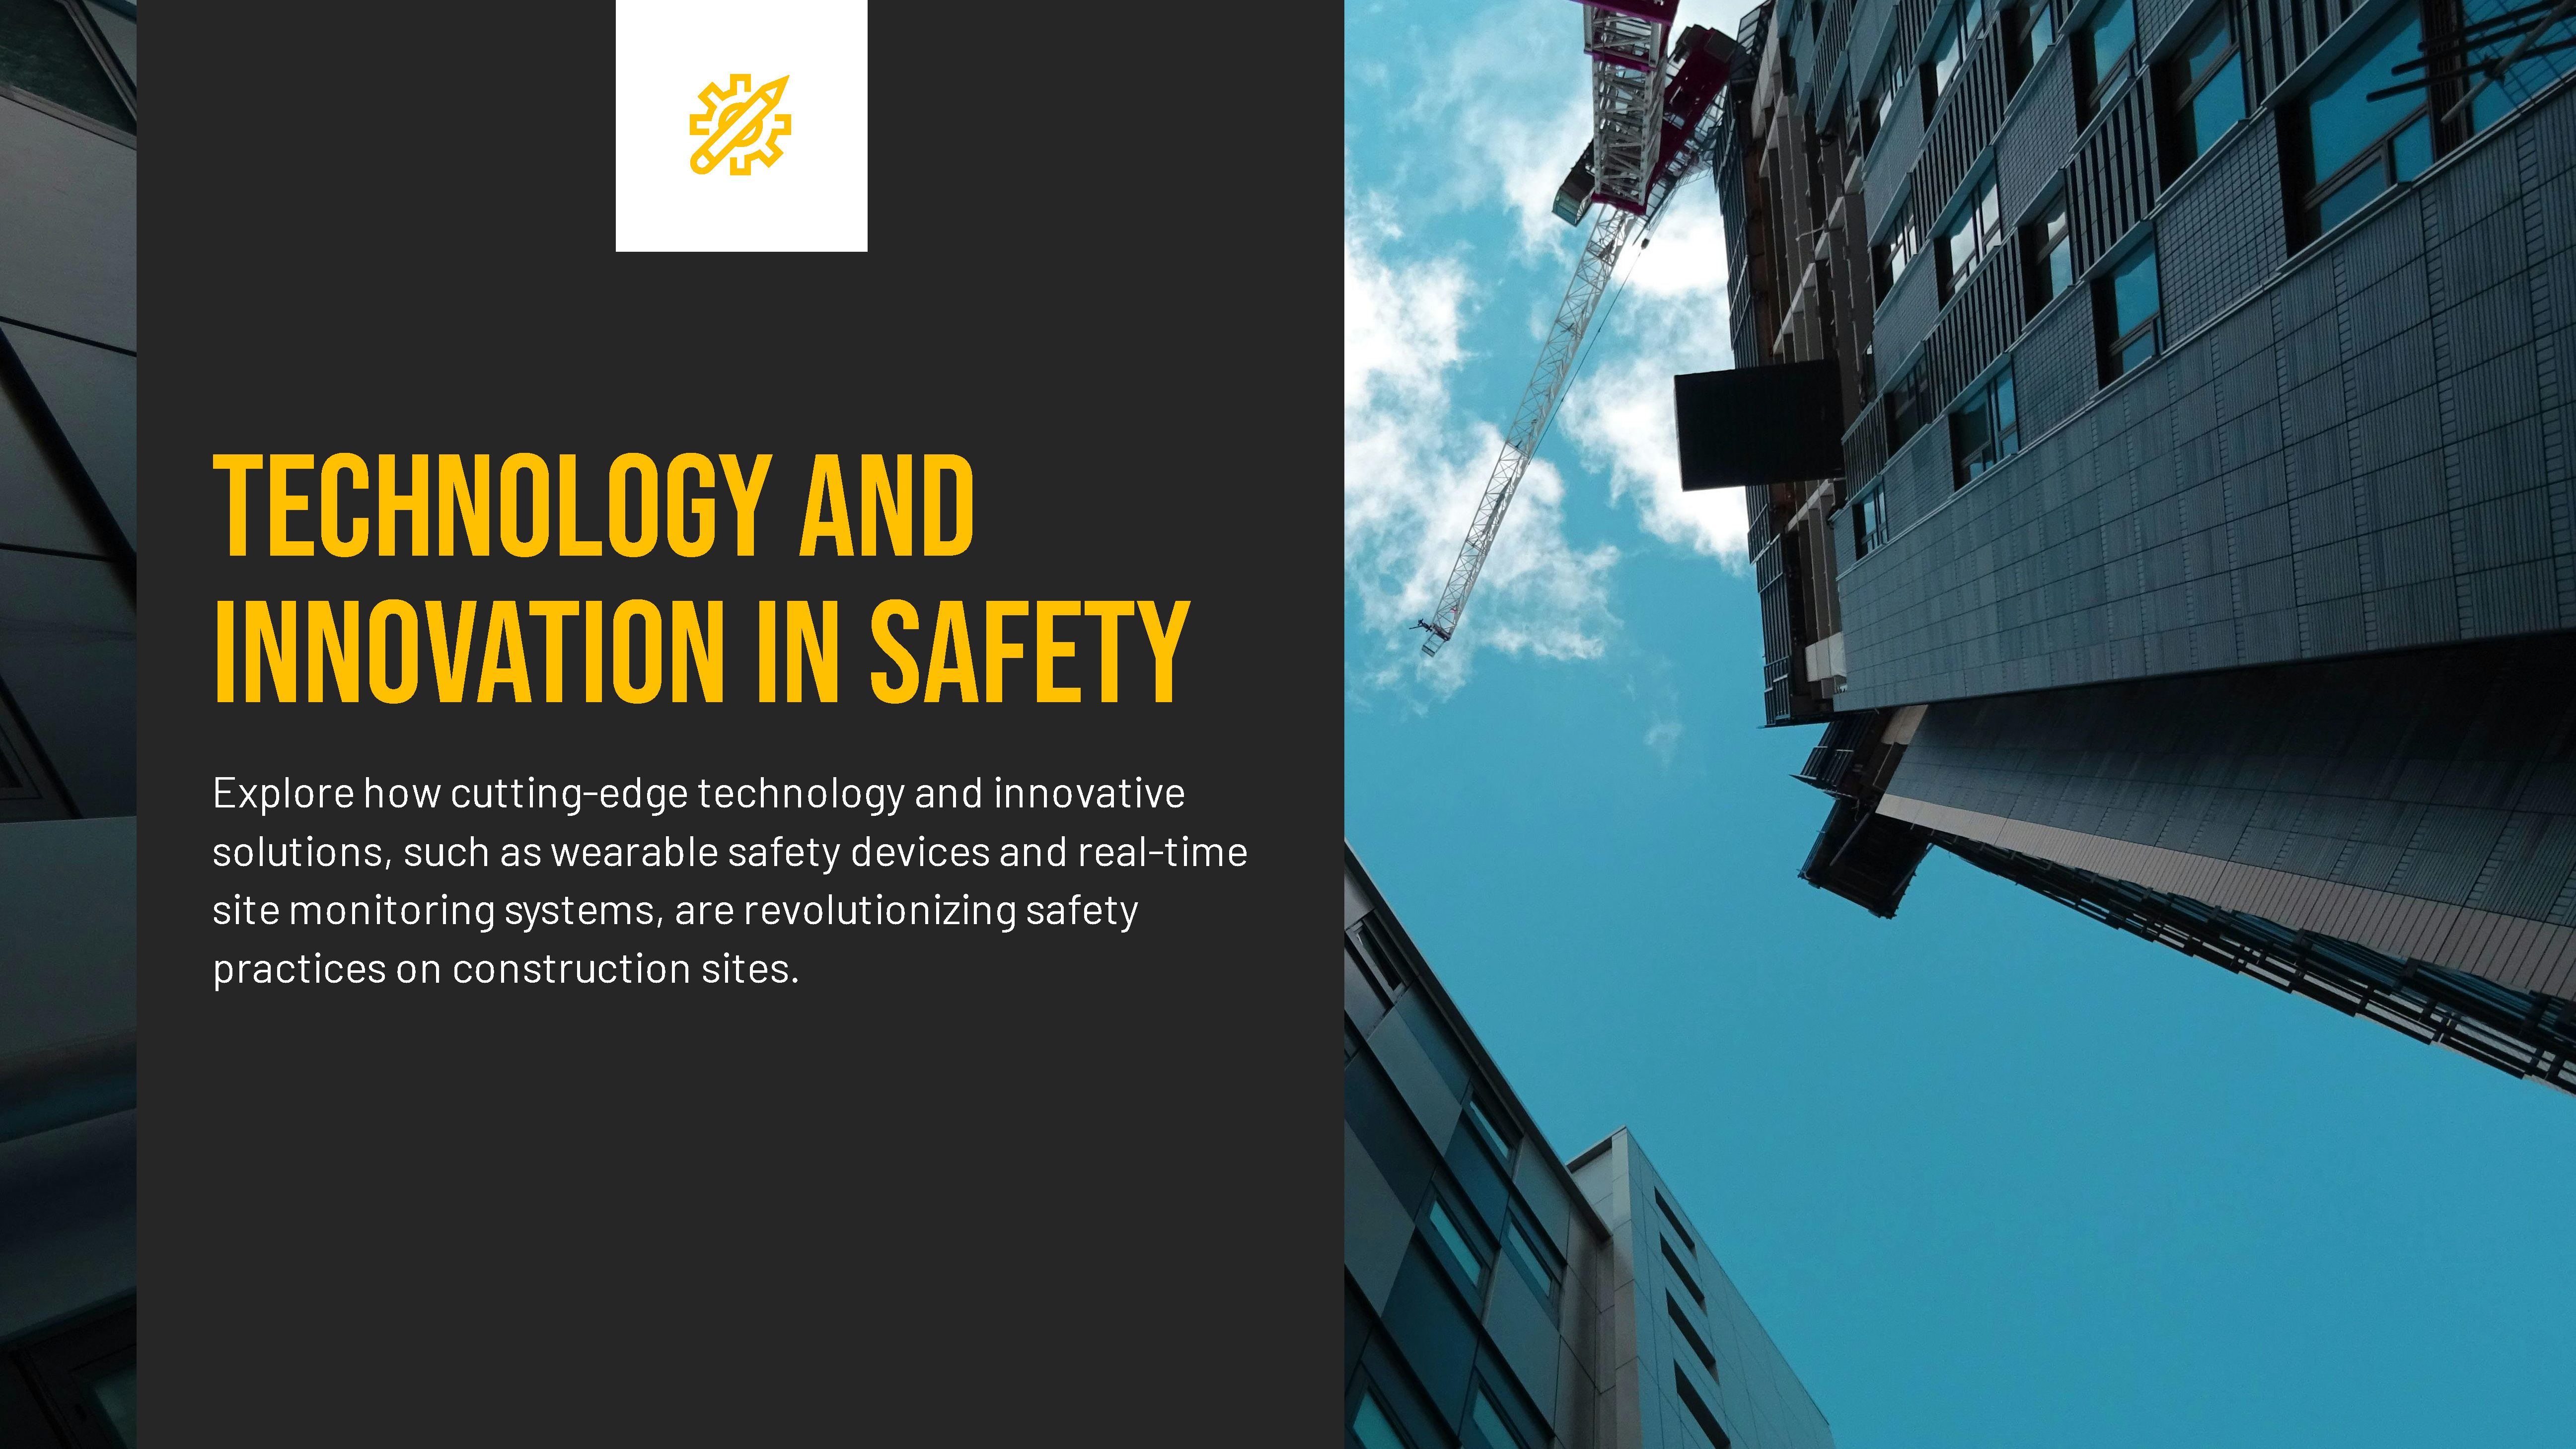 TECHNOLOGY AND
INNOVATION IN SAFETY
Explore how cutting-edge technology and innovative
solutions, such as wearable safety devices and real-time
site monitoring systems, are revolutionizing safety
practices on construction sites.